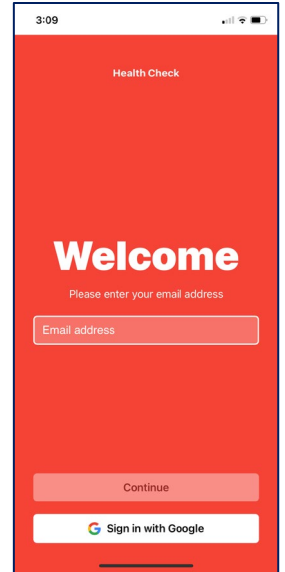 3:09
Health Check
Welcome
Please enter your email address
Email address
Continue
Sign in with Google